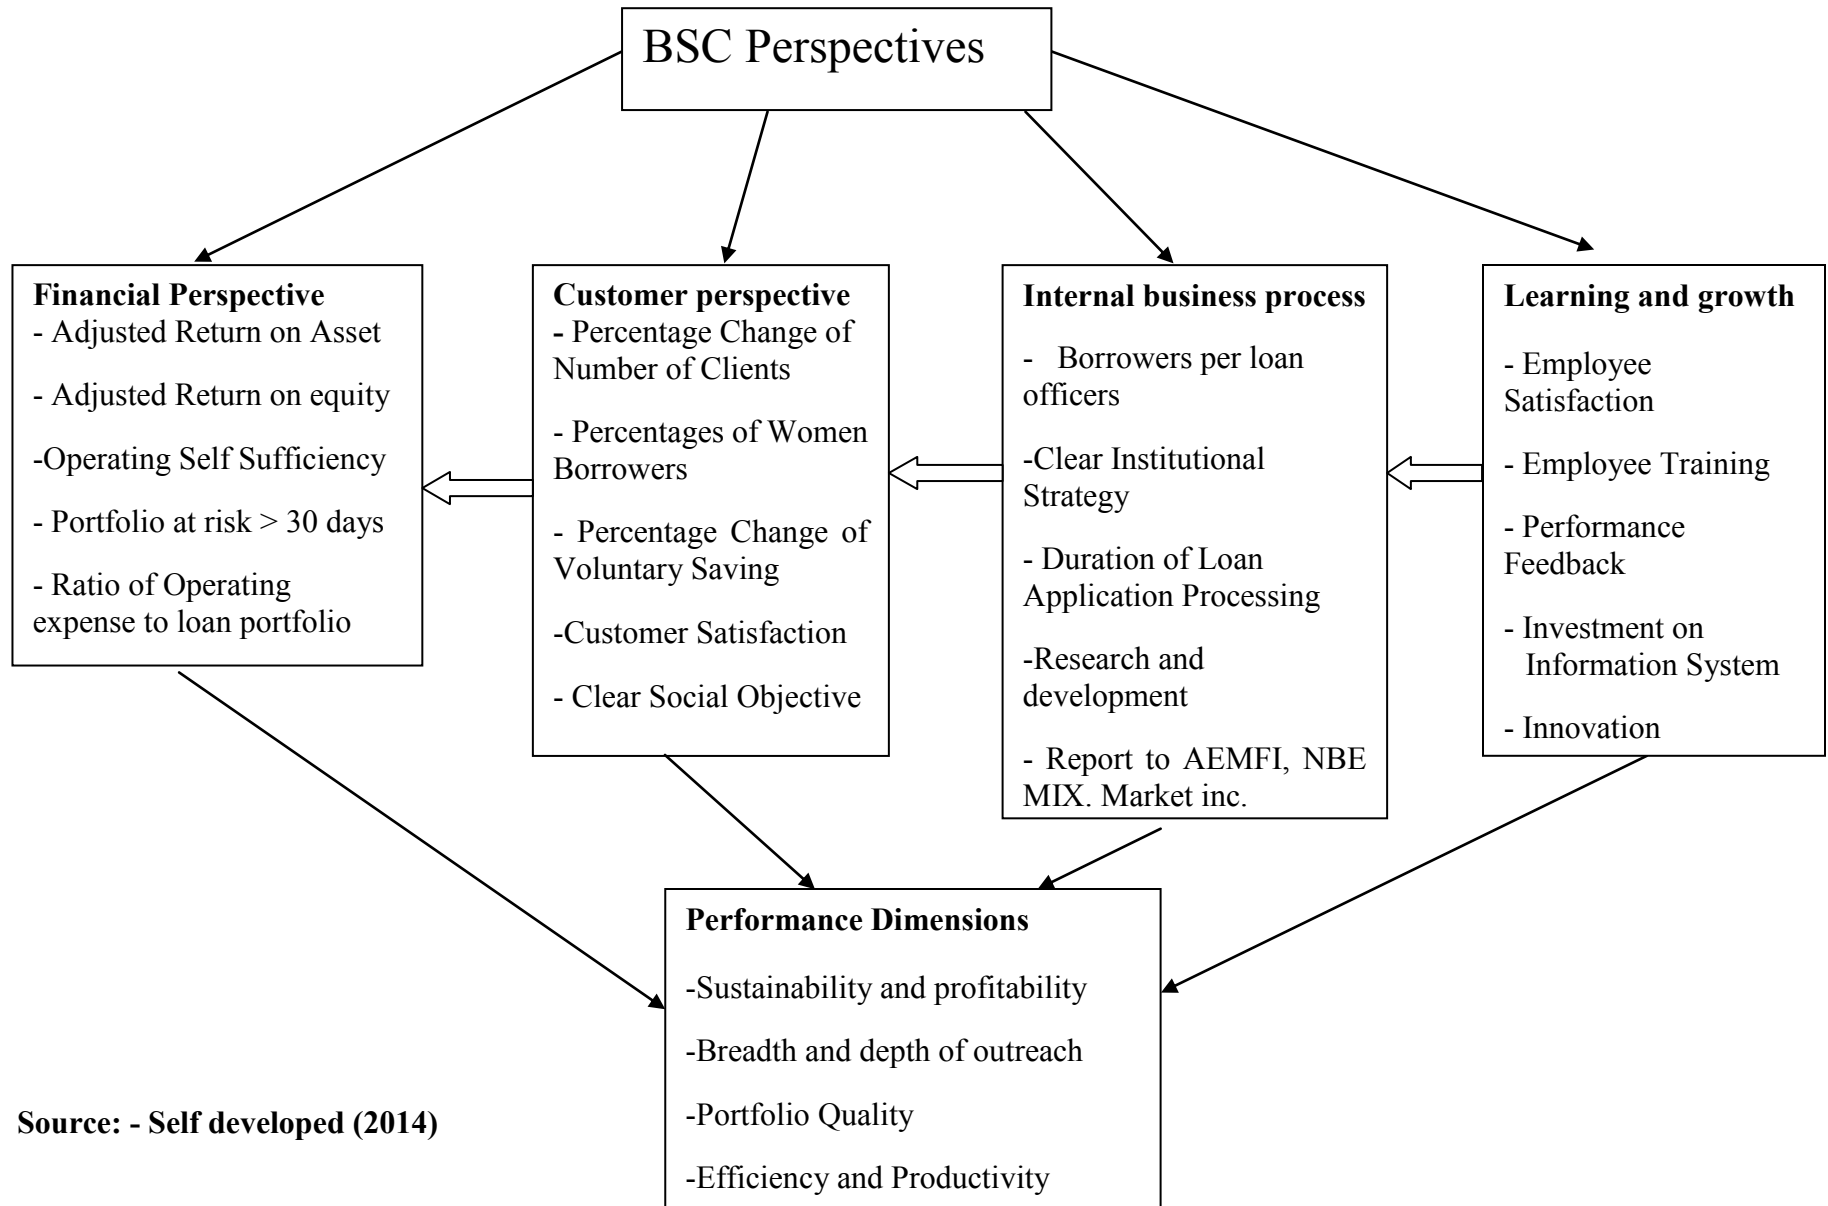 BSC Perspectives
Financial Perspective
- Adjusted Return on Asset
- Adjusted Return on equity
-Operating Self Sufficiency
- Portfolio at risk > 30 days
- Ratio of Operating
expense to loan portfolio
Customer perspective
- Percentage Change of
Number of Clients
- Percentages of Women
Borrowers
- Percentage Change of
Voluntary Saving
-Customer Satisfaction
- Clear Social Objective
Internal business process
- Borrowers per loan
officers
-Clear Institutional
Strategy
- Duration of Loan
Application Processing
-Research and
development
- Report to AEMFI, NBE
MIX. Market inc.
Learning and growth
- Employee
Satisfaction
- Employee Training
- Performance
Feedback
- Investment on
Information System
- Innovation
Performance Dimensions
-Sustainability and profitability
-Breadth and depth of outreach
-Portfolio Quality
-Efficiency and Productivity
Source: - Self developed (2014)